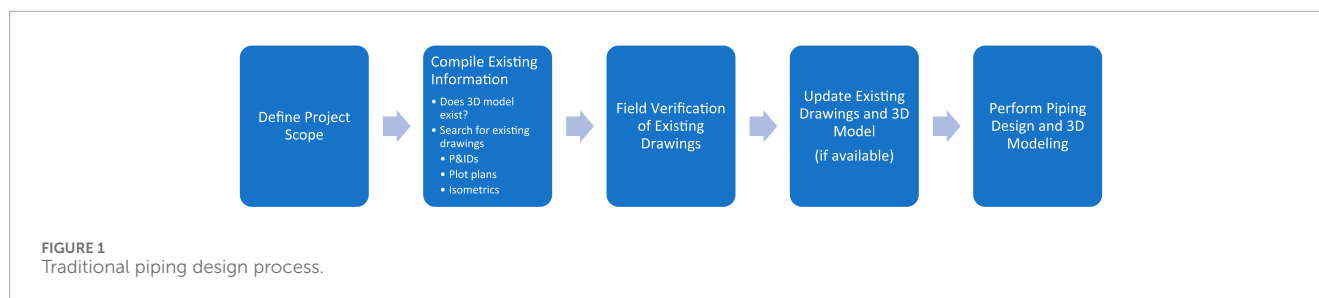 Define Project
Scope
Compile Existing
Information
• Does 3D model
exist?
• Search for existing
drawings
• P&IDs
• Plot plans
• Isometrics
Field Verification
of Existing
Drawings
Update Existing
Drawings and 3D
Model
(if available)
Perform Piping
Design and 3D
Modeling
FIGURE 1
Traditional piping design process.